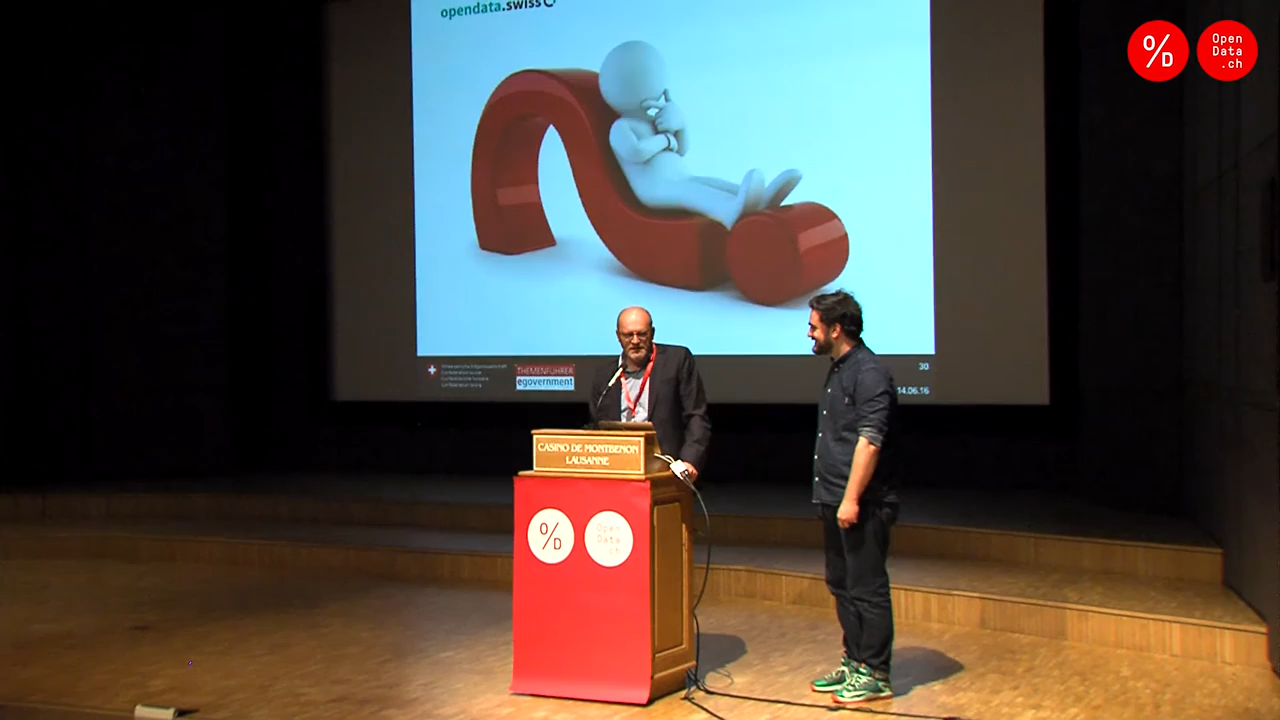 opendata.swiss
O/D
Open
Data
.ch
THEMENFÜHRER
egovernment
30
14.06.16
CASINO DE MONTBENON
LAUSANNE
O/D
Open
Data
.ch